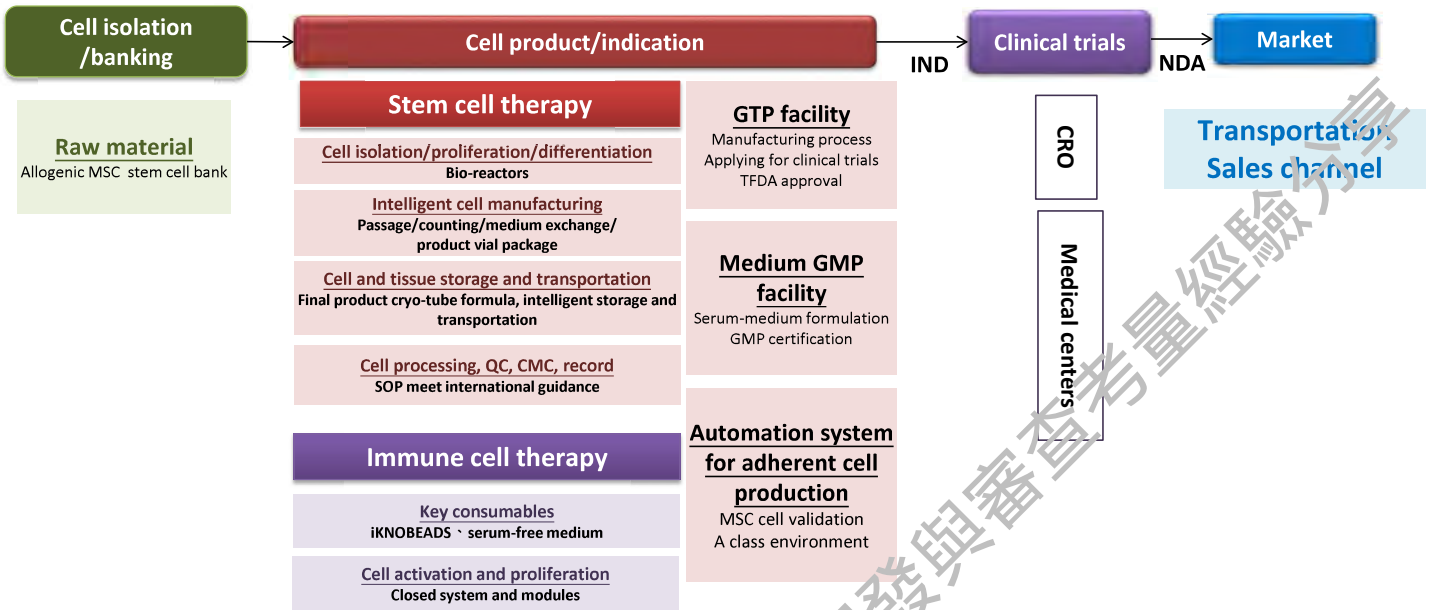 Cell isolation
/banking
Cell product/indication
IND
Clinical trials
NDA
Market
Raw material
Allogenic MSC stem cell bank
Stem cell therapy
Cell isolation/proliferation/differentiation
Bio-reactors
Intelligent cell manufacturing
Passage/counting/medium exchange/
product vial package
Cell and tissue storage and transportation
Final product cryo-tube formula, intelligent storage and
transportation
Cell processing, QC, CMC, record
SOP meet international guidance
Immune cell therapy
Key consumables
iKNOBEADS、serum-free medium
Cell activation and proliferation
Closed system and modules
GTP facility
Manufacturing process
Applying for clinical trials
TFDA approval
Medium GMP
facility
Serum-medium formulation
GMP certification
Automation system
for adherent cell
production
MSC cell validation
A class environment
CRO
Medical centers
Transportation
Sales channel
發與審查考量經驗分享